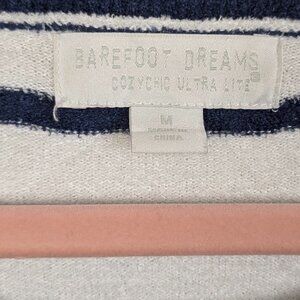 BAREFOOT DREAMS
COZYCHIC ULTRA LITE®
M
CHINA